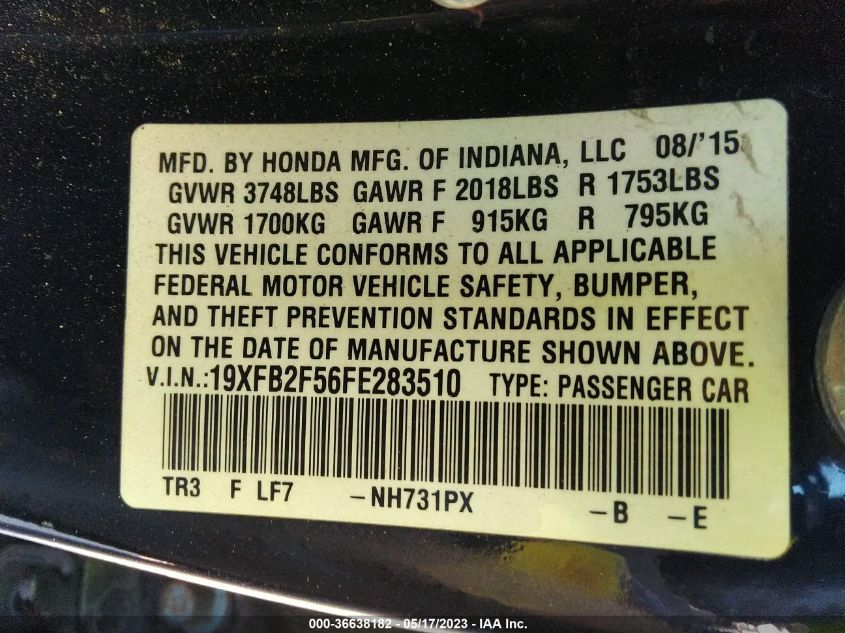 MFD. BY HONDA MFG. OF INDIANA, LLC 08/'15
GVWR 3748LBS GAWR F 2018LBS R 1753LBS
GVWR 1700KG GAWR F 915KG R 795KG
THIS VEHICLE CONFORMS TO ALL APPLICABLE
FEDERAL MOTOR VEHICLE SAFETY, BUMPER,
AND THEFT PREVENTION STANDARDS IN EFFECT
ON THE DATE OF MANUFACTURE SHOWN ABOVE.
V.I.N.:19XFB2F56FE283510 TYPE: PASSENGER CAR
TR3 F LF7 -NH731PX -B -E
000-36638182 - 05/17/2023 - IAA Inc.